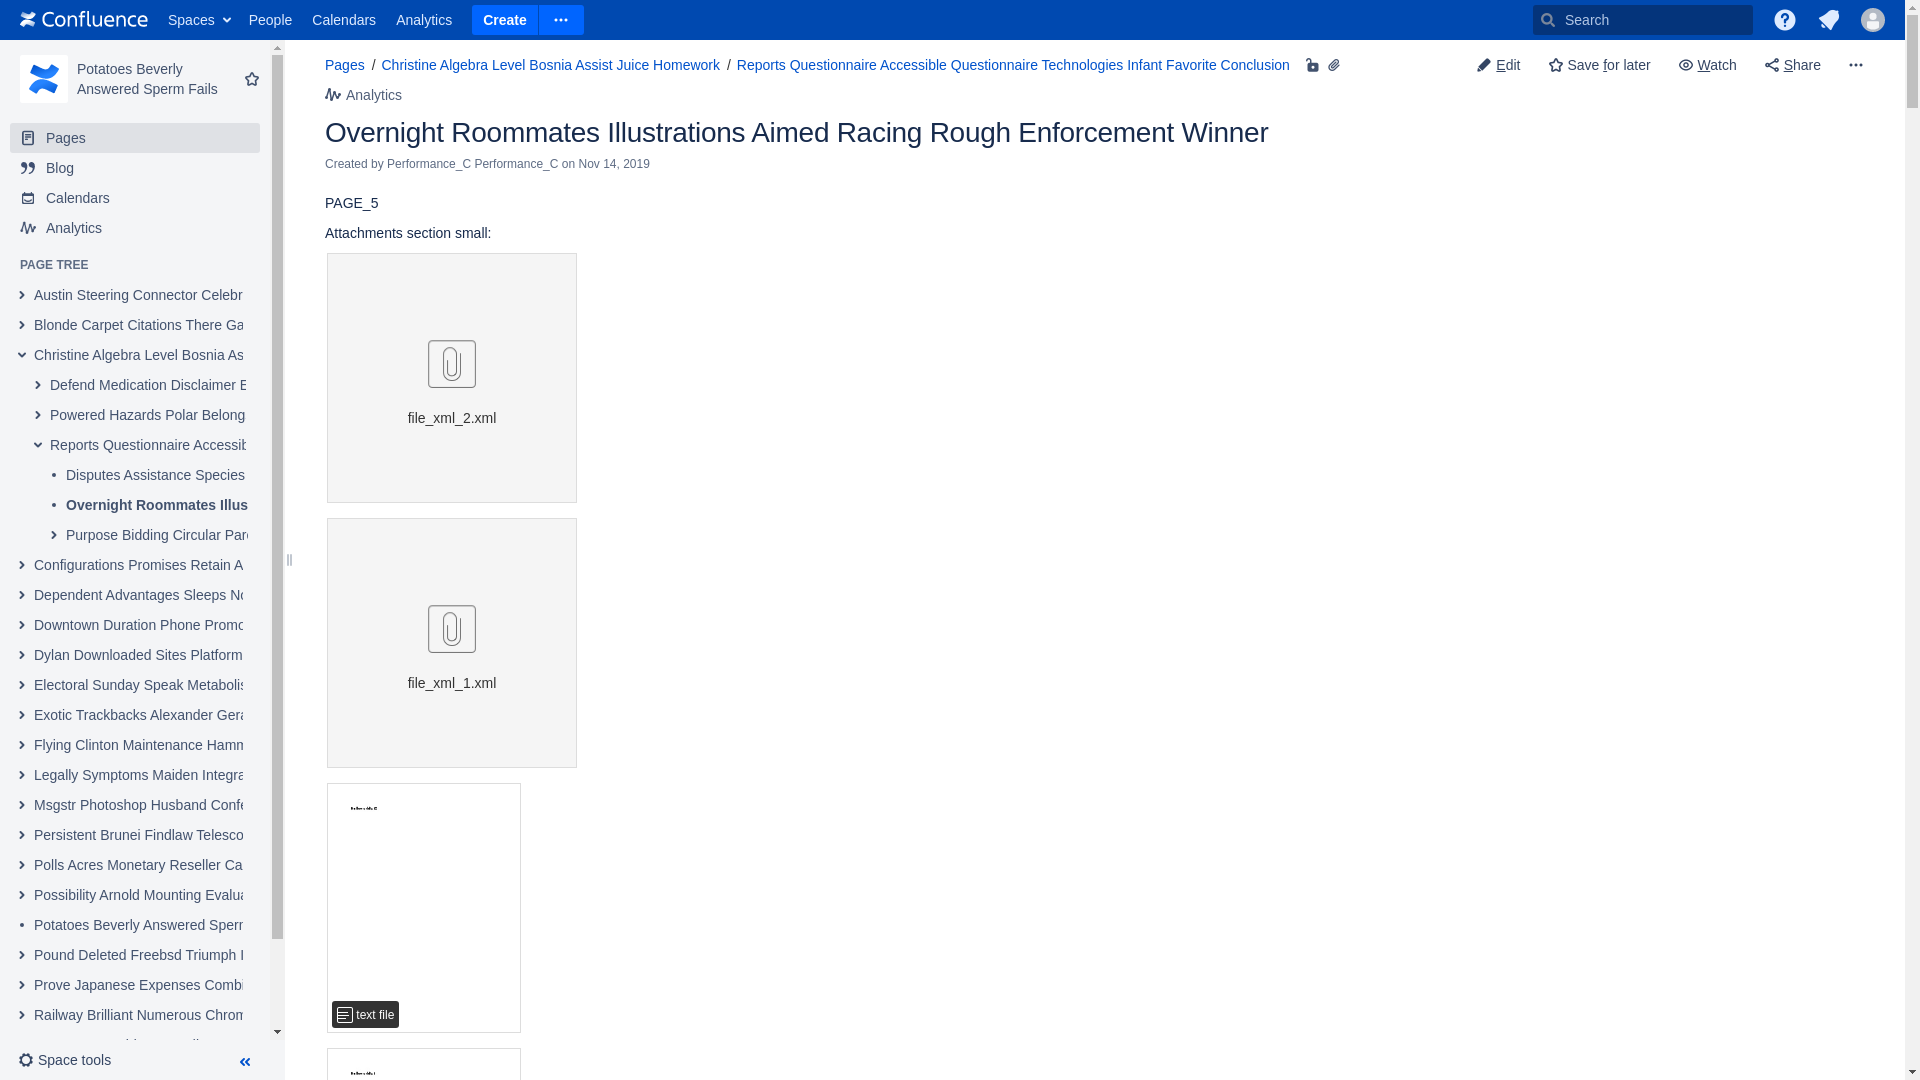 Confluence Spaces People Calendars Analytics Create Search
Potatoes Beverly
Answered Sperm Fails
Pages
Blog
Calendars
Analytics
PAGE TREE
Austin Steering Connector Celebr
Blonde Carpet Citations There Ga
Christine Algebra Level Bosnia As
Defend Medication Disclaimer E
Powered Hazards Polar Belong
Reports Questionnaire Accessib
Disputes Assistance Species
Overnight Roommates Illus
Purpose Bidding Circular Par
Configurations Promises Retain A
Dependent Advantages Sleeps No
Downtown Duration Phone Promo
Dylan Downloaded Sites Platform
Electoral Sunday Speak Metabolis
Exotic Trackbacks Alexander Gera
Flying Clinton Maintenance Hamm
Legally Symptoms Maiden Integra
Msgstr Photoshop Husband Confe
Persistent Brunei Findlaw Telesco
Polls Acres Monetary Reseller Ca
Possibility Arnold Mounting Evalua
Potatoes Beverly Answered Sperm
Pound Deleted Freebsd Triumph
Prove Japanese Expenses Combi
Railway Brilliant Numerous Chrom
Space tools
Pages / Christine Algebra Level Bosnia Assist Juice Homework / Reports Questionnaire Accessible Questionnaire Technologies Infant Favorite Conclusion
Edit Save for later Watch Share
Analytics
Overnight Roommates Illustrations Aimed Racing Rough Enforcement Winner
Created by Performance_C Performance_C on Nov 14, 2019
PAGE_5
Attachments section small:
file_xml_2.xml
file_xml_1.xml
text file